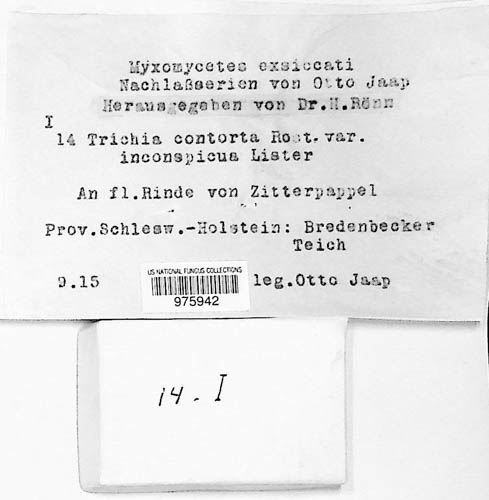 Myxomycetes exsiccati
Nachlaßserien von Otto Jaap
Herausgegeben von Dr.H.Rönn
I
14 Trichia contorta Rost.var.
inconspicua Lister
An fl.Rinde von Zitterpappel
Prov.Schlesw.-Holstein: Bredenbecker
Teich
9.15
US NATIONAL FUNGUS COLLECTIONS
975942
leg.Otto Jaap
14. I